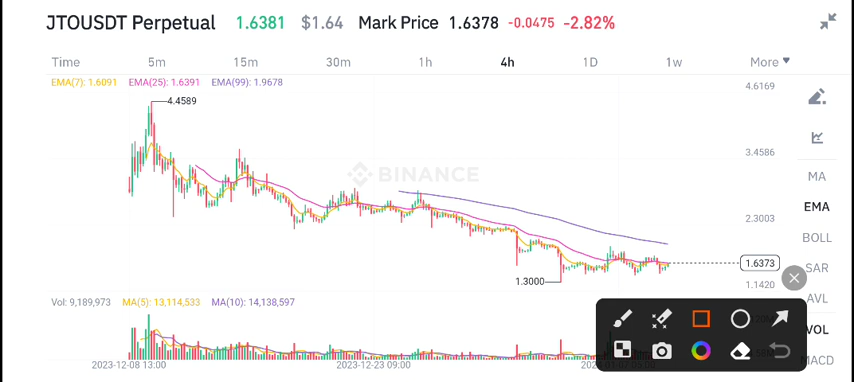 JTOUSDT Perpetual 1.6381 $1.64 Mark Price 1.6378 -0.0475 -2.82%
Time 5m 15m 30m 1h 4h 1D 1w More
EMA(7): 1.6091 EMA(25): 1.6391 EMA(99): 1.9678
4.6169
4.4589
MA
3.4586
BINANCE
EMA
2.3003
BOLL
1.6373
SAR
1.3000
1.1420
AVL
Vol: 9,189,973 MA(5): 13,114,533 MA(10): 14,138,597
VOL
MACD
2023-12-08 13:00 2023-12-23 09:00